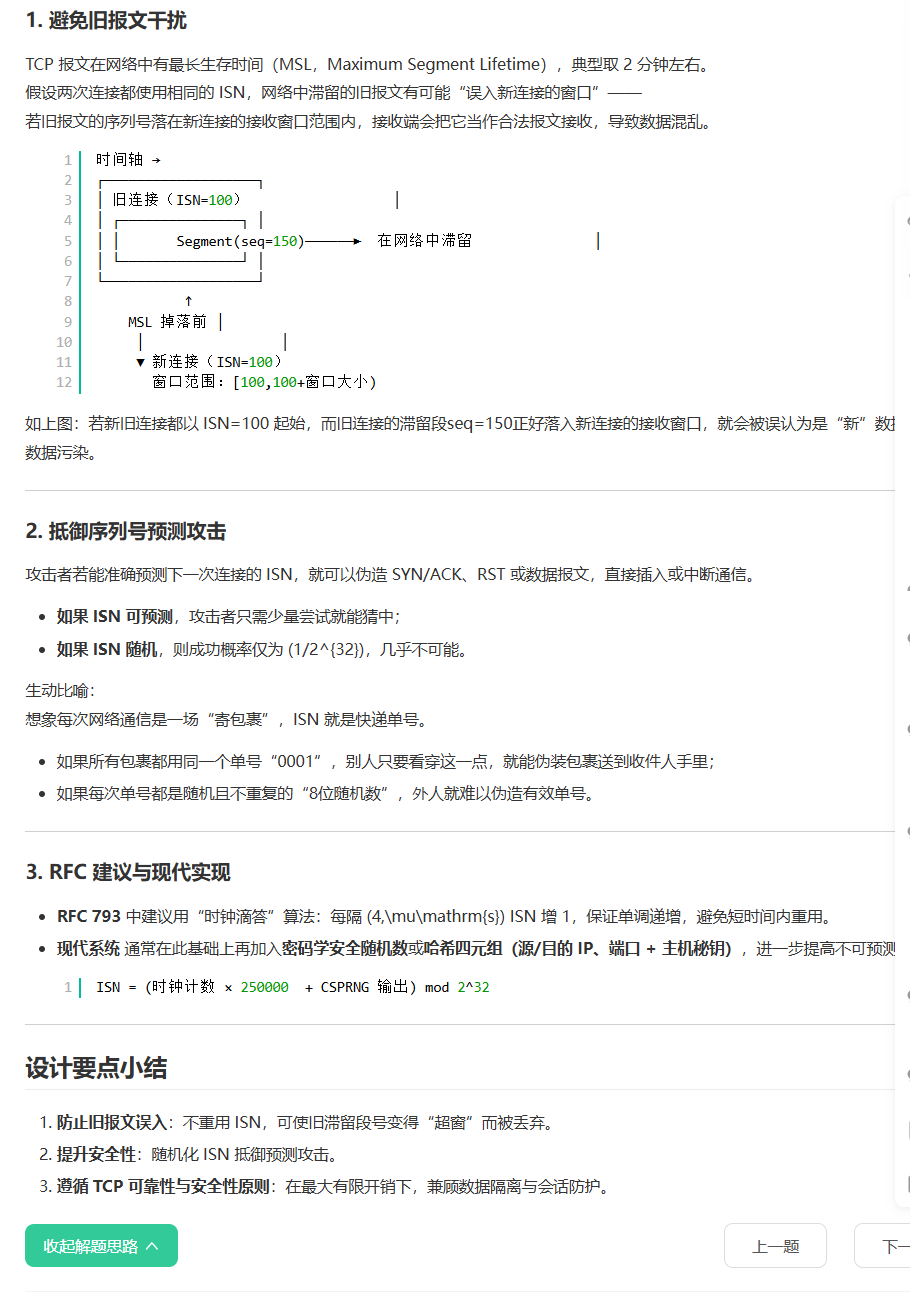 1. 避免旧报文干扰
TCP 报文在网络中有最长生存时间（MSL，Maximum Segment Lifetime），典型取 2 分钟左右。
假设两次连接都使用相同的 ISN，网络中滞留的旧报文有可能“误入新连接的窗口”——
若旧报文的序列号落在新连接的接收窗口范围内，接收端会把它当作合法报文接收，导致数据混乱。
1 时间轴 →
2 ┌───────────────────┐
3 │ 旧连接（ISN=100） │
4 │ ┌───────────────┐ │
5 │ │ Segment(seq=150)──────► 在网络中滞留 │
6 │ └───────────────┘ │
7 └───────────────────┘
8 ↑
9 MSL 掉落前 │
10 │ │
11 ▼ 新连接（ISN=100）
12 窗口范围：[100,100+窗口大小)
如上图：若新旧连接都以 ISN=100 起始，而旧连接的滞留段seq=150正好落入新连接的接收窗口，就会被误认为是“新”数
数据污染。
2. 抵御序列号预测攻击
攻击者若能准确预测下一次连接的 ISN，就可以伪造 SYN/ACK、RST 或数据报文，直接插入或中断通信。
• 如果 ISN 可预测，攻击者只需少量尝试就能猜中；
• 如果 ISN 随机，则成功概率仅为 (1/2^{32})，几乎不可能。
生动比喻：
想象每次网络通信是一场“寄包裹”，ISN 就是快递单号。
• 如果所有包裹都用同一个单号“0001”，别人只要看穿这一点，就能伪装包裹送到收件人手里；
• 如果每次单号都是随机且不重复的“8位随机数”，外人就难以伪造有效单号。
3. RFC 建议与现代实现
• RFC 793 中建议用“时钟滴答”算法：每隔 (4,\mu\mathrm{s}) ISN 增 1，保证单调递增，避免短时间内重用。
• 现代系统 通常在此基础上再加入密码学安全随机数或哈希四元组（源/目的 IP、端口 + 主机秘钥），进一步提高不可预测
1 ISN = (时钟计数 × 250000 + CSPRNG 输出) mod 2^32
设计要点小结
1. 防止旧报文误入：不重用 ISN，可使旧滞留段号变得“超窗”而被丢弃。
2. 提升安全性：随机化 ISN 抵御预测攻击。
3. 遵循 TCP 可靠性与安全性原则：在最大有限开销下，兼顾数据隔离与会话防护。
收起解题思路 ︿
上一题
下一